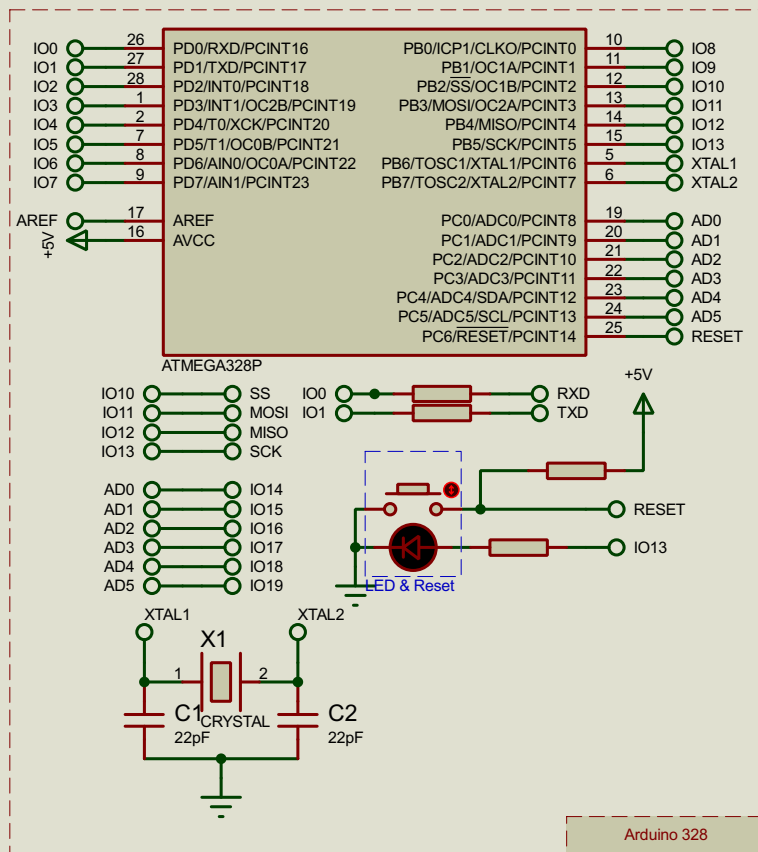 IO0 26 PD0/RXD/PCINT16 PB0/ICP1/CLKO/PCINT0 10 IO8
IO1 27 PD1/TXD/PCINT17 PB1/OC1A/PCINT1 11 IO9
IO2 28 PD2/INT0/PCINT18 PB2/SS/OC1B/PCINT2 12 IO10
IO3 1 PD3/INT1/OC2B/PCINT19 PB3/MOSI/OC2A/PCINT3 13 IO11
IO4 2 PD4/T0/XCK/PCINT20 PB4/MISO/PCINT4 14 IO12
IO5 7 PD5/T1/OC0B/PCINT21 PB5/SCK/PCINT5 15 IO13
IO6 8 PD6/AIN0/OC0A/PCINT22 PB6/TOSC1/XTAL1/PCINT6 5 XTAL1
IO7 9 PD7/AIN1/PCINT23 PB7/TOSC2/XTAL2/PCINT7 6 XTAL2
AREF 17 AREF PC0/ADC0/PCINT8 19 AD0
+5V 16 AVCC PC1/ADC1/PCINT9 20 AD1
PC2/ADC2/PCINT10 21 AD2
PC3/ADC3/PCINT11 22 AD3
PC4/ADC4/SDA/PCINT12 23 AD4
PC5/ADC5/SCL/PCINT13 24 AD5
PC6/RESET/PCINT14 25 RESET
ATMEGA328P
+5V
IO10 SS IO0 RXD
IO11 MOSI IO1 TXD
IO12 MISO
IO13 SCK
AD0 IO14
AD1 IO15 RESET
AD2 IO16
AD3 IO17 IO13
AD4 IO18
AD5 IO19 LED & Reset
XTAL1 XTAL2
X1
1 2
C1 CRYSTAL C2
22pF 22pF
Arduino 328